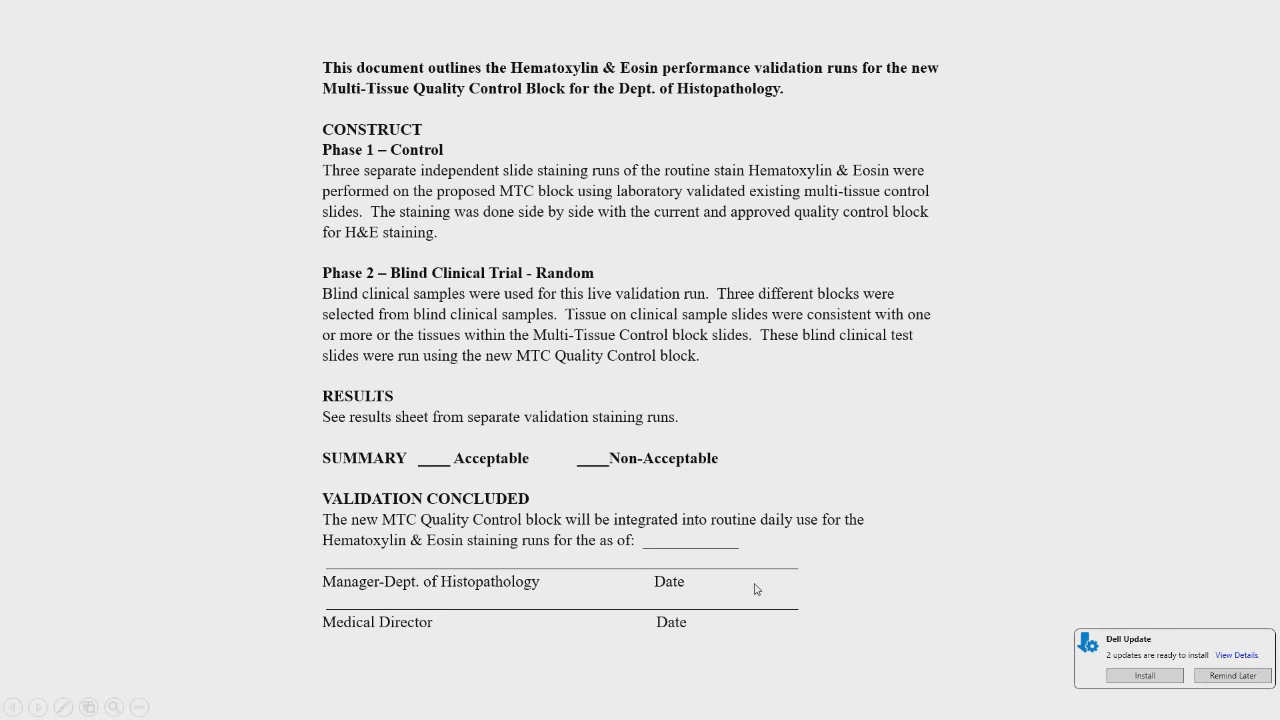 This document outlines the Hematoxylin & Eosin performance validation runs for the new
Multi-Tissue Quality Control Block for the Dept. of Histopathology.
CONSTRUCT
Phase 1 – Control
Three separate independent slide staining runs of the routine stain Hematoxylin & Eosin were
performed on the proposed MTC block using laboratory validated existing multi-tissue control
slides.  The staining was done side by side with the current and approved quality control block
for H&E staining.
Phase 2 – Blind Clinical Trial - Random
Blind clinical samples were used for this live validation run.  Three different blocks were
selected from blind clinical samples.  Tissue on clinical sample slides were consistent with one
or more or the tissues within the Multi-Tissue Control block slides.  These blind clinical test
slides were run using the new MTC Quality Control block.
RESULTS
See results sheet from separate validation staining runs.
SUMMARY ____ Acceptable ____Non-Acceptable
VALIDATION CONCLUDED
The new MTC Quality Control block will be integrated into routine daily use for the
Hematoxylin & Eosin staining runs for the as of: ____________
Manager-Dept. of Histopathology Date
Medical Director Date
Dell Update
2 updates are ready to install View Details
Install Remind Later